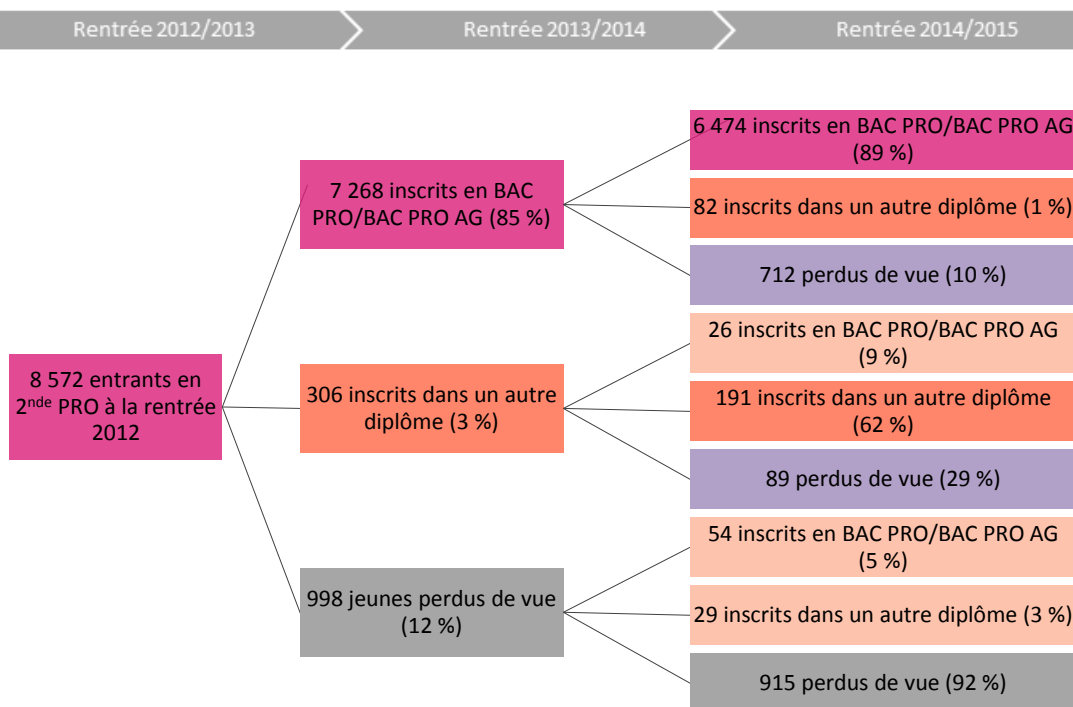 Rentrée 2012/2013
Rentrée 2013/2014
Rentrée 2014/2015
8 572 entrants en
2nde PRO à la rentrée
2012
7 268 inscrits en BAC
PRO/BAC PRO AG (85 %)
306 inscrits dans un autre
diplôme (3 %)
998 jeunes perdus de vue
(12 %)
6 474 inscrits en BAC PRO/BAC PRO AG
(89 %)
82 inscrits dans un autre diplôme (1 %)
712 perdus de vue (10 %)
26 inscrits en BAC PRO/BAC PRO AG
(9 %)
191 inscrits dans un autre diplôme
(62 %)
89 perdus de vue (29 %)
54 inscrits en BAC PRO/BAC PRO AG
(5 %)
29 inscrits dans un autre diplôme (3 %)
915 perdus de vue (92 %)